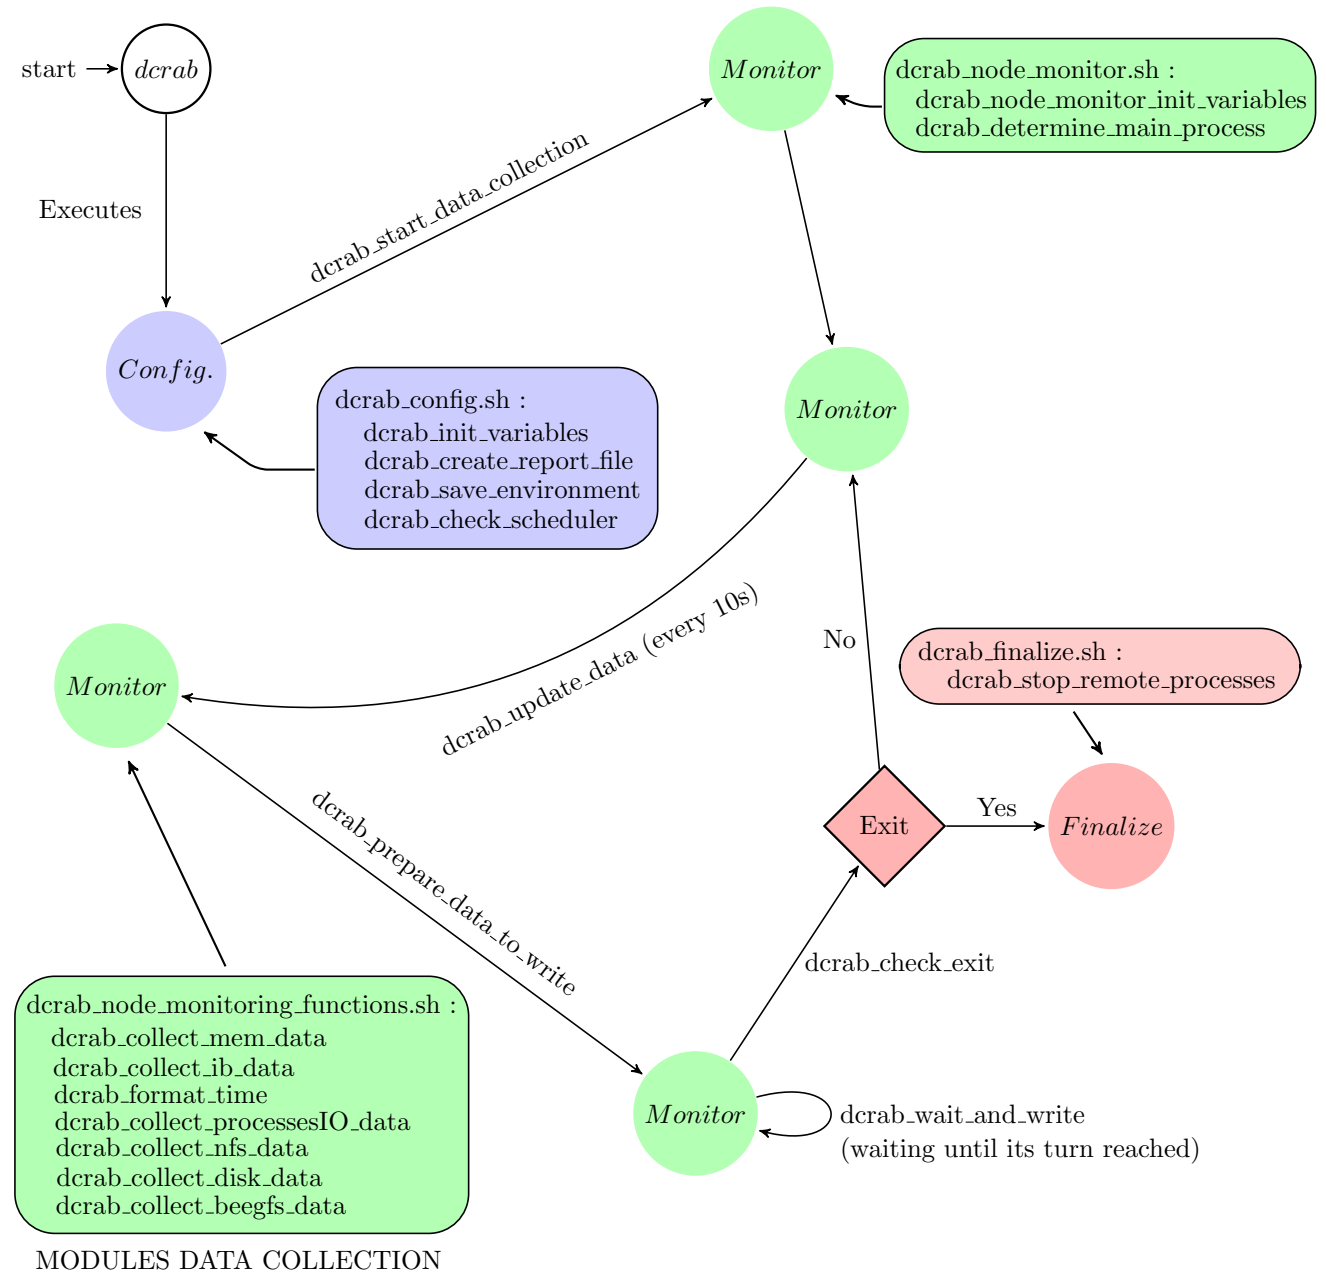 start
dcrab
Monitor
dcrab_node_monitor.sh :
dcrab_node_monitor_init_variables
dcrab_determine_main_process
Executes
dcrab_start_data_collection
Config.
dcrab_config.sh :
dcrab_init_variables
dcrab_create_report_file
dcrab_save_environment
dcrab_check_scheduler
Monitor
dcrab_update_data (every 10s)
No
dcrab_finalize.sh :
dcrab_stop_remote_processes
Monitor
Exit
Yes
Finalize
dcrab_prepare_data_to_write
dcrab_check_exit
dcrab_node_monitoring_functions.sh :
dcrab_collect_mem_data
dcrab_collect_ib_data
dcrab_format_time
dcrab_collect_processesIO_data
dcrab_collect_nfs_data
dcrab_collect_disk_data
dcrab_collect_beegfs_data
MODULES DATA COLLECTION
Monitor
dcrab_wait_and_write
(waiting until its turn reached)